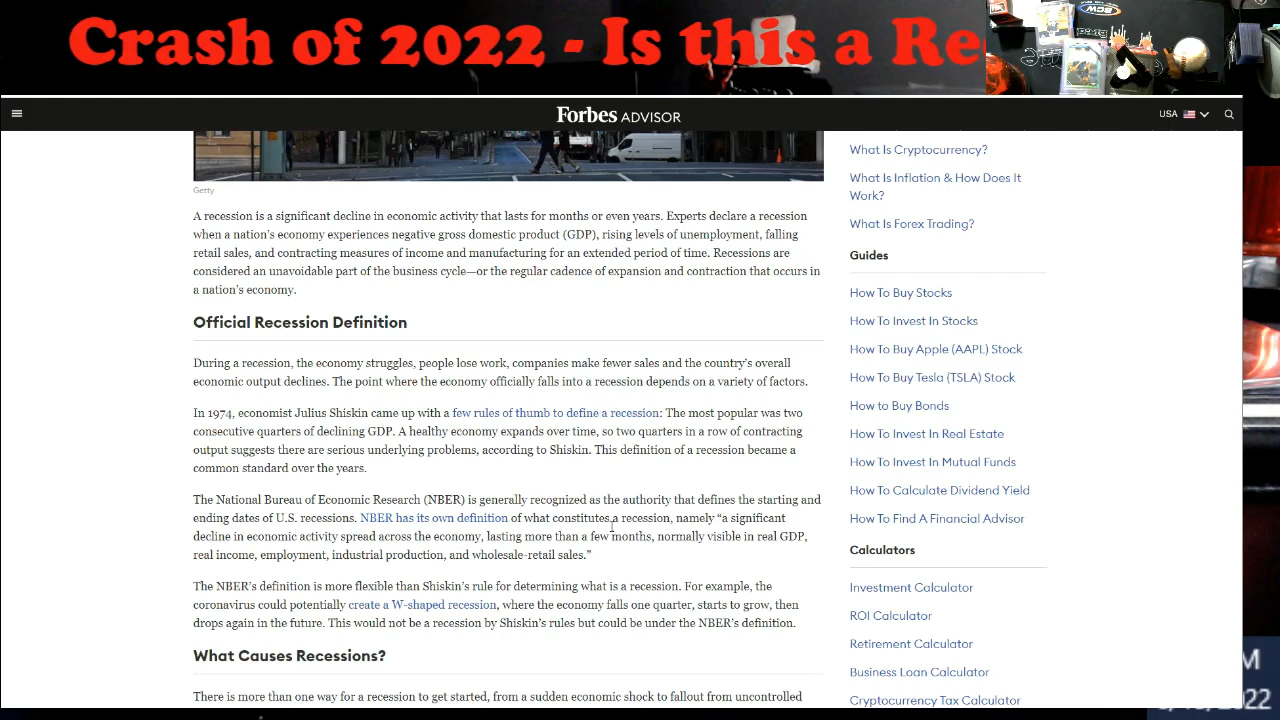 Crash of 2022 - Is this a Re
Forbes ADVISOR
USA
Getty
A recession is a significant decline in economic activity that lasts for months or even years. Experts declare a recession
when a nation's economy experiences negative gross domestic product (GDP), rising levels of unemployment, falling
retail sales, and contracting measures of income and manufacturing for an extended period of time. Recessions are
considered an unavoidable part of the business cycle—or the regular cadence of expansion and contraction that occurs in
a nation's economy.
Official Recession Definition
During a recession, the economy struggles, people lose work, companies make fewer sales and the country's overall
economic output declines. The point where the economy officially falls into a recession depends on a variety of factors.
In 1974, economist Julius Shiskin came up with a few rules of thumb to define a recession: The most popular was two
consecutive quarters of declining GDP. A healthy economy expands over time, so two quarters in a row of contracting
output suggests there are serious underlying problems, according to Shiskin. This definition of a recession became a
common standard over the years.
The National Bureau of Economic Research (NBER) is generally recognized as the authority that defines the starting and
ending dates of U.S. recessions. NBER has its own definition of what constitutes a recession, namely “a significant
decline in economic activity spread across the economy, lasting more than a few months, normally visible in real GDP,
real income, employment, industrial production, and wholesale-retail sales.”
The NBER's definition is more flexible than Shiskin's rule for determining what is a recession. For example, the
coronavirus could potentially create a W-shaped recession, where the economy falls one quarter, starts to grow, then
drops again in the future. This would not be a recession by Shiskin's rules but could be under the NBER's definition.
What Causes Recessions?
There is more than one way for a recession to get started, from a sudden economic shock to fallout from uncontrolled
What Is Cryptocurrency?
What Is Inflation & How Does It
Work?
What Is Forex Trading?
Guides
How To Buy Stocks
How To Invest In Stocks
How To Buy Apple (AAPL) Stock
How To Buy Tesla (TSLA) Stock
How to Buy Bonds
How To Invest In Real Estate
How To Invest In Mutual Funds
How To Calculate Dividend Yield
How To Find A Financial Advisor
Calculators
Investment Calculator
ROI Calculator
Retirement Calculator
Business Loan Calculator
Cryptocurrency Tax Calculator
BCW
M
2022